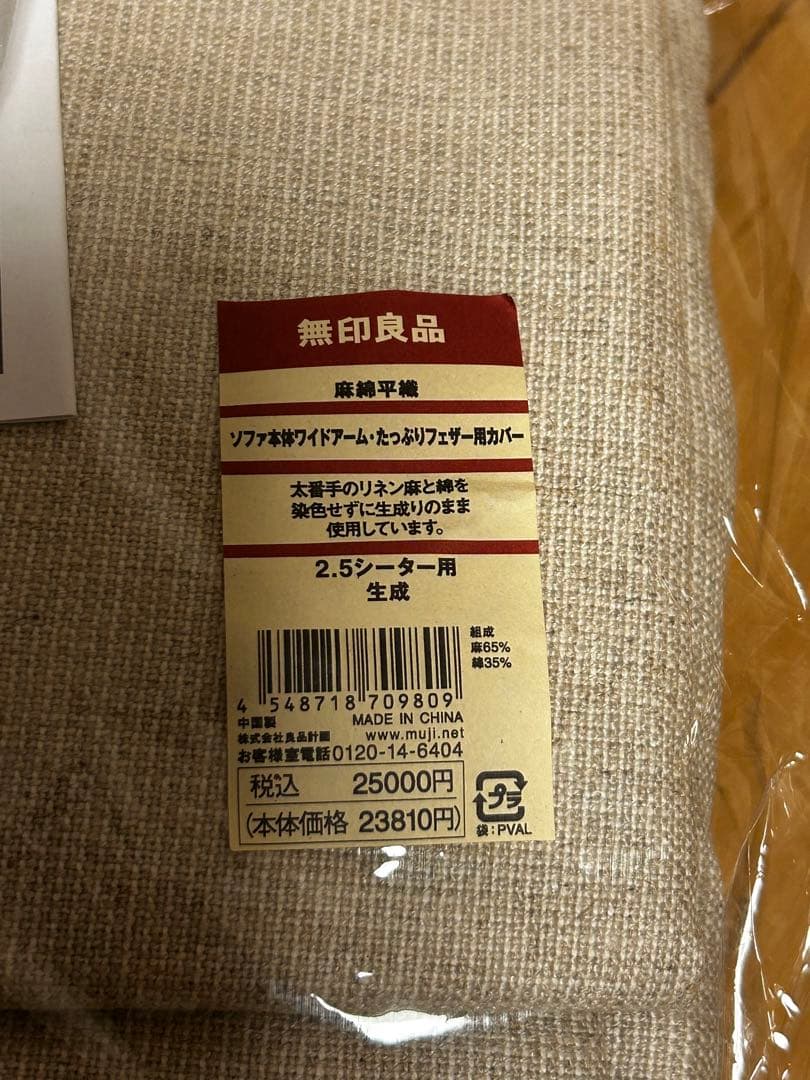 無印良品
麻綿平織
ソファ本体ワイドアーム・たっぷりフェザー用カバー
太番手のリネン麻と綿を
染色せずに生成りのまま
使用しています。
2.5シーター用
生成
組成
麻65%
綿35%
4 548718 709809
中国製 MADE IN CHINA
株式会社良品計画 www.muji.net
お客様室電話0120-14-6404
税込 25000円
(本体価格 23810円)
プラ
袋:PVAL